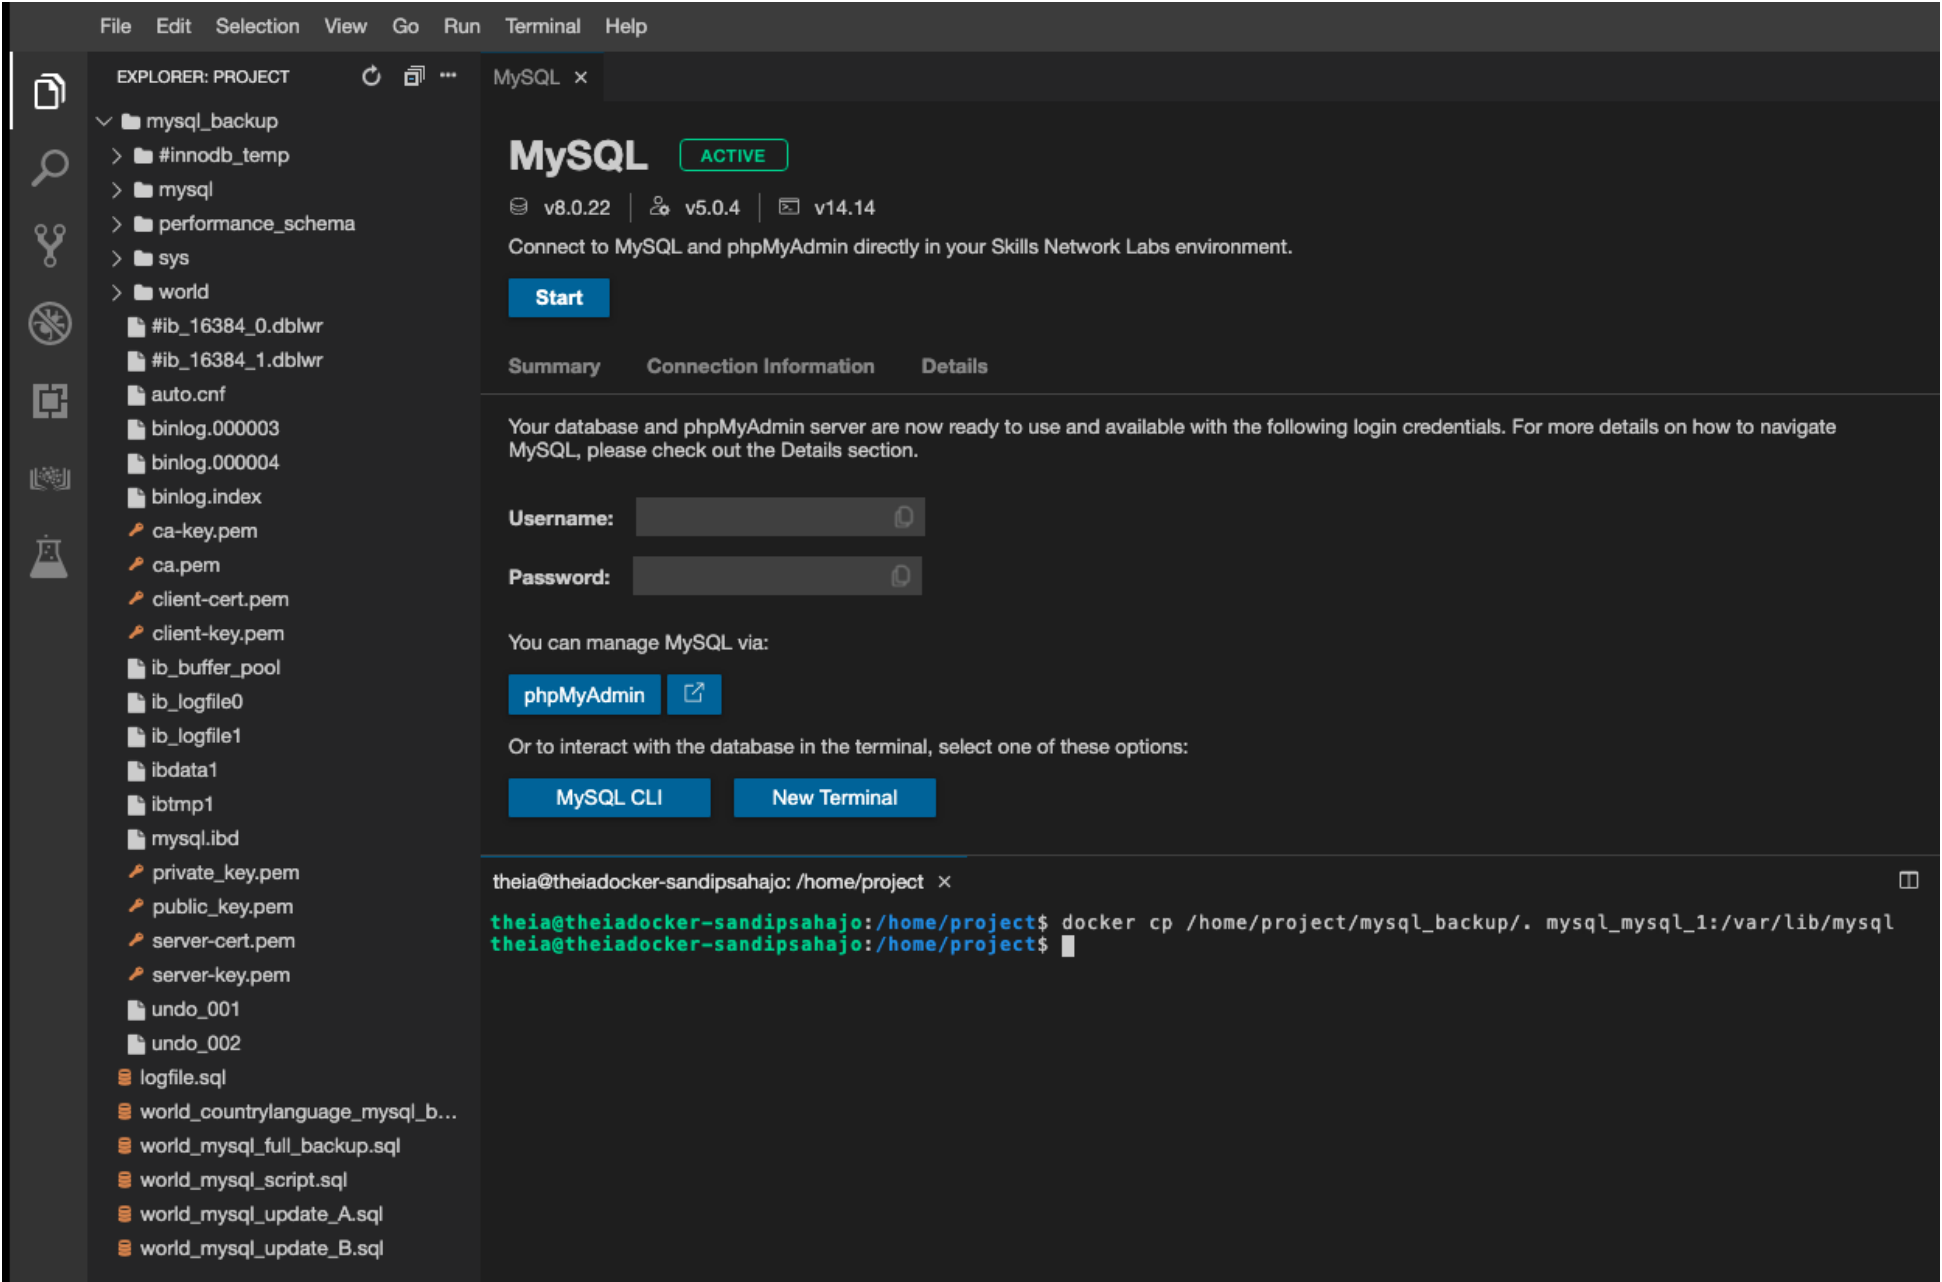 File Edit Selection View Go Run Terminal Help
EXPLORER: PROJECT
mysql_backup
#innodb_temp
mysql
performance_schema
sys
world
#ib_16384_0.dblwr
#ib_16384_1.dblwr
auto.cnf
binlog.000003
binlog.000004
binlog.index
ca-key.pem
ca.pem
client-cert.pem
client-key.pem
ib_buffer_pool
ib_logfile0
ib_logfile1
ibdata1
ibtmp1
mysql.ibd
private_key.pem
public_key.pem
server-cert.pem
server-key.pem
undo_001
undo_002
logfile.sql
world_countrylanguage_mysql_b...
world_mysql_full_backup.sql
world_mysql_script.sql
world_mysql_update_A.sql
world_mysql_update_B.sql
MySQL
MySQL ACTIVE
v8.0.22 v5.0.4 v14.14
Connect to MySQL and phpMyAdmin directly in your Skills Network Labs environment.
Start
Summary Connection Information Details
Your database and phpMyAdmin server are now ready to use and available with the following login credentials. For more details on how to navigate
MySQL, please check out the Details section.
Username:
Password:
You can manage MySQL via:
phpMyAdmin
Or to interact with the database in the terminal, select one of these options:
MySQL CLI New Terminal
theia@theiadocker-sandipsahajo: /home/project
theia@theiadocker-sandipsahajo:/home/project$ docker cp /home/project/mysql_backup/. mysql_mysql_1:/var/lib/mysql
theia@theiadocker-sandipsahajo:/home/project$